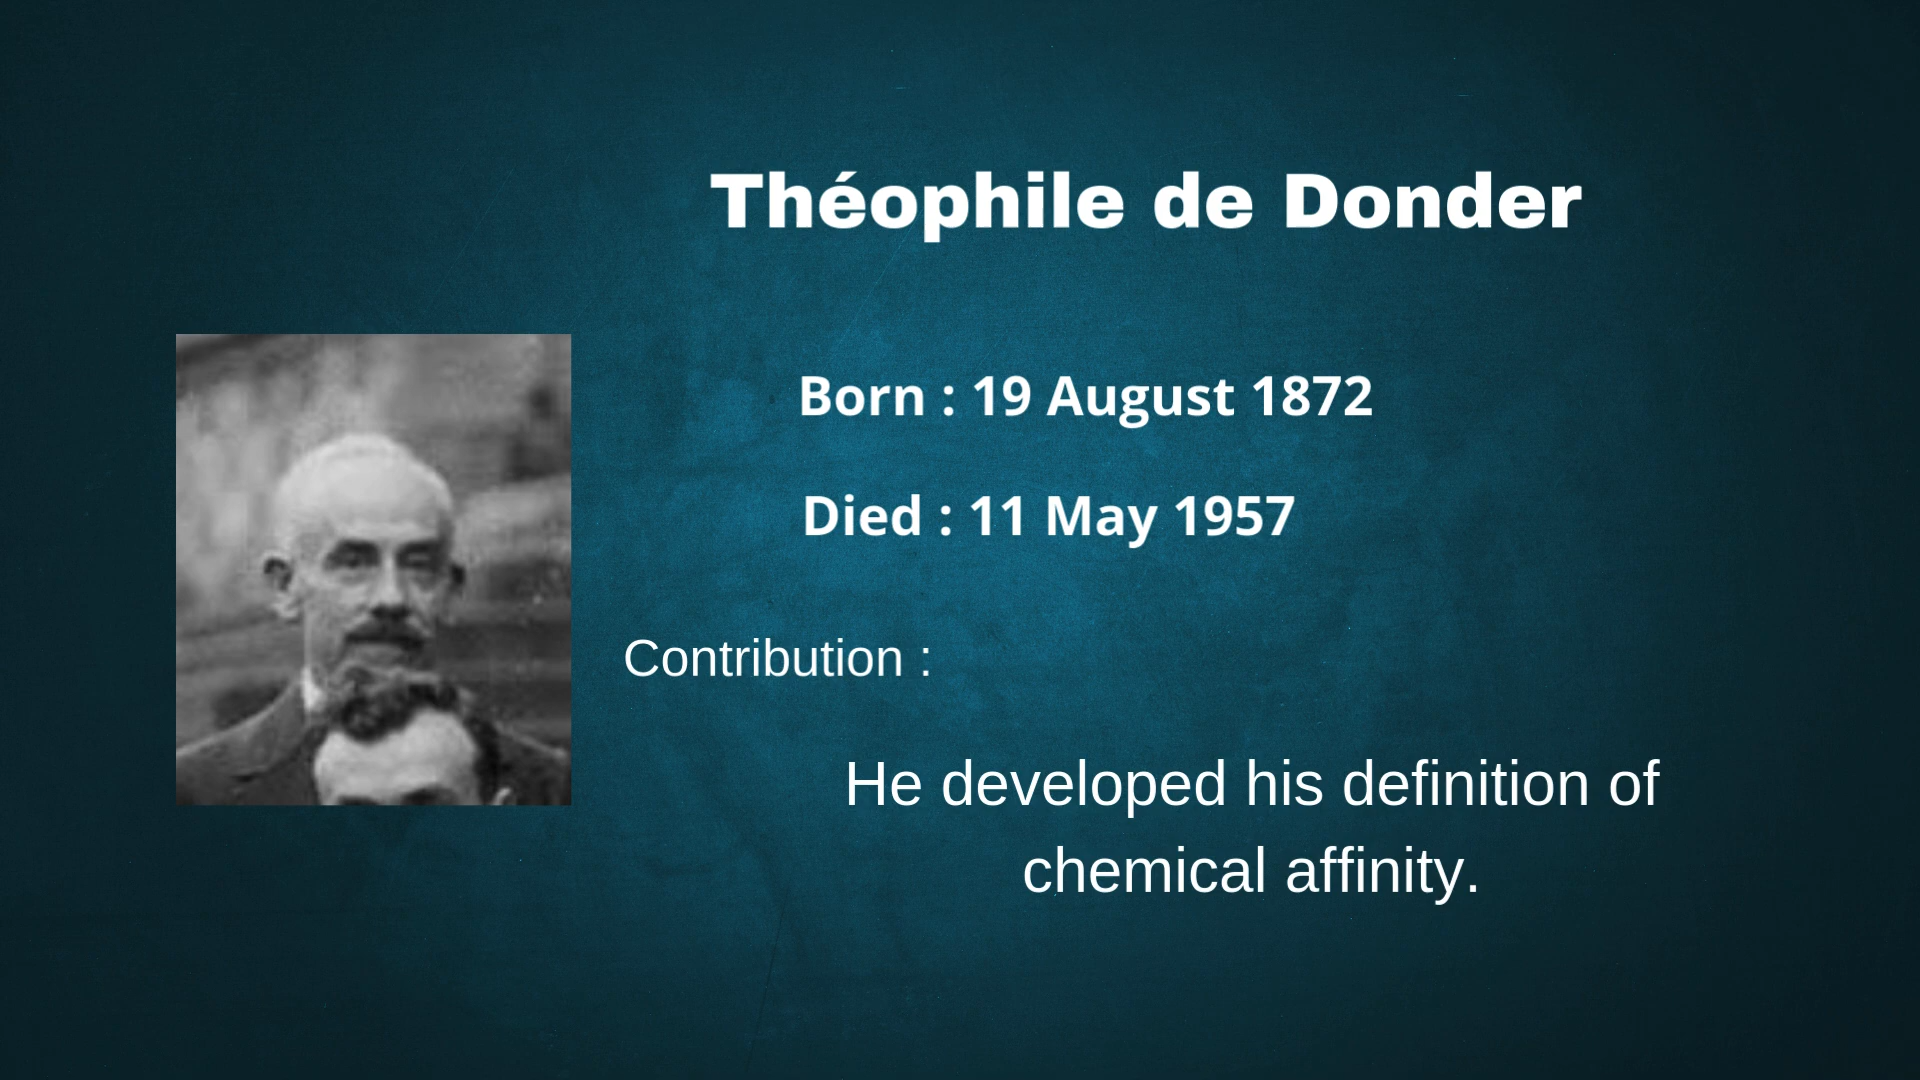 Théophile de Donder
Born : 19 August 1872
Died : 11 May 1957
Contribution :
He developed his definition of
chemical affinity.